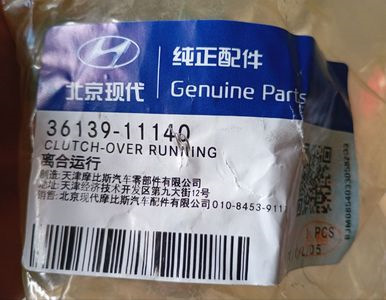 纯正配件
北京现代
Genuine Parts
36139-11140
CLUTCH-OVER RUNNING
离合运行
制造:天津摩比斯汽车零部件有限公司
地址:天津经济技术开发区第九大街12号
销售:北京现代摩比斯汽车配件有限公司010-8453-911
1 PCS